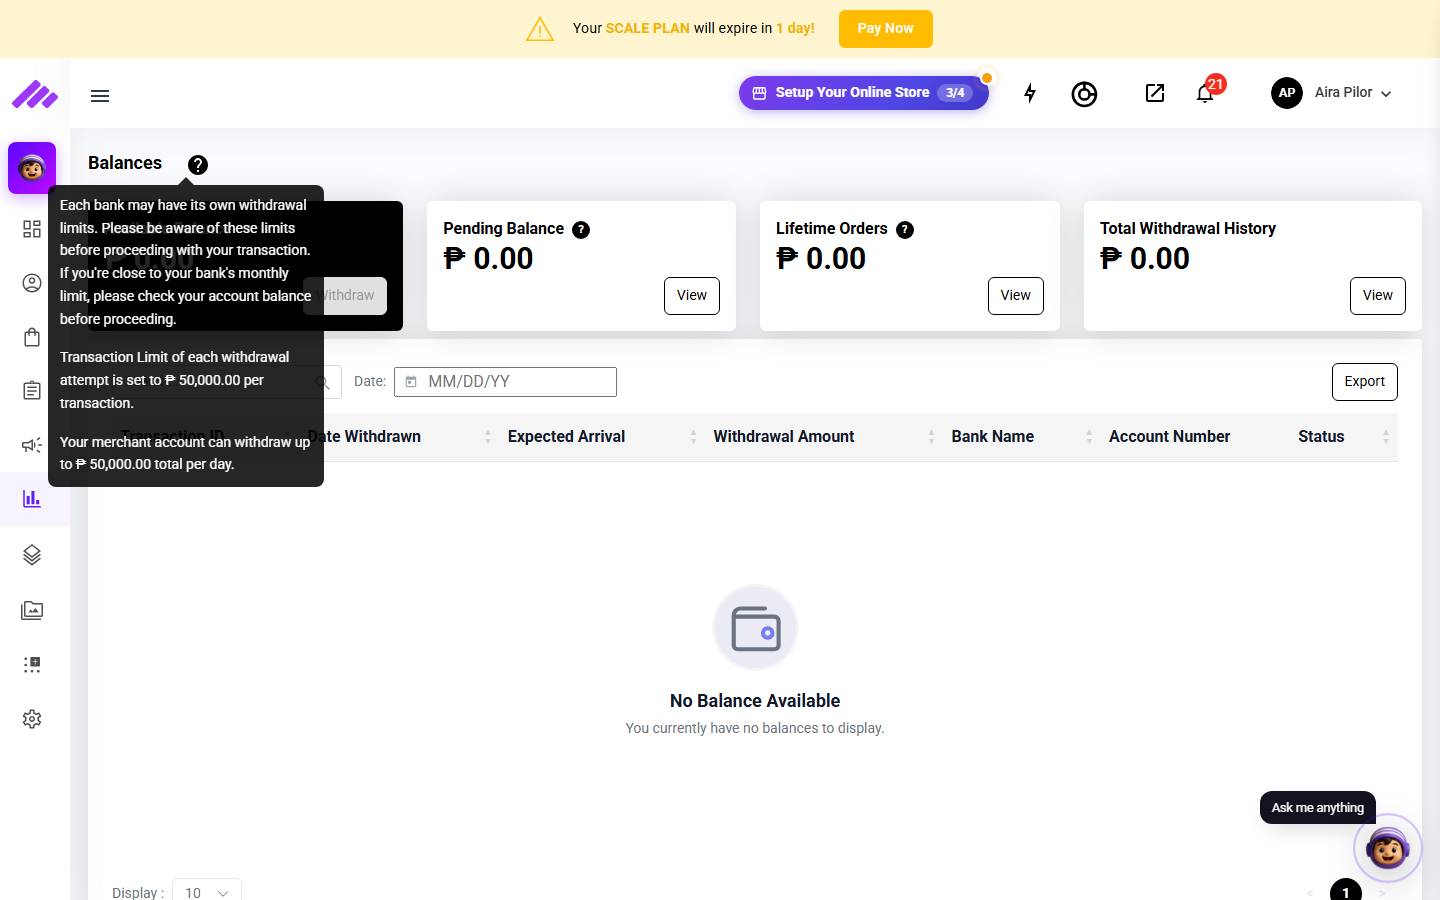 Your SCALE PLAN will expire in 1 day!
Pay Now
Setup Your Online Store 3/4
21
AP
Aira Pilor
Balances
?
Each bank may have its own withdrawal
limits. Please be aware of these limits
before proceeding with your transaction.
If you're close to your bank's monthly
limit, please check your account balance
before proceeding.
Transaction Limit of each withdrawal
attempt is set to ₱ 50,000.00 per
transaction.
Your merchant account can withdraw up
to ₱ 50,000.00 total per day.
₱ 0.00
Withdraw
Pending Balance ?
₱ 0.00
View
Lifetime Orders ?
₱ 0.00
View
Total Withdrawal History
₱ 0.00
View
Date:
MM/DD/YY
Export
Transaction ID
Date Withdrawn
Expected Arrival
Withdrawal Amount
Bank Name
Account Number
Status
No Balance Available
You currently have no balances to display.
Ask me anything
Display :
10
< 1 >